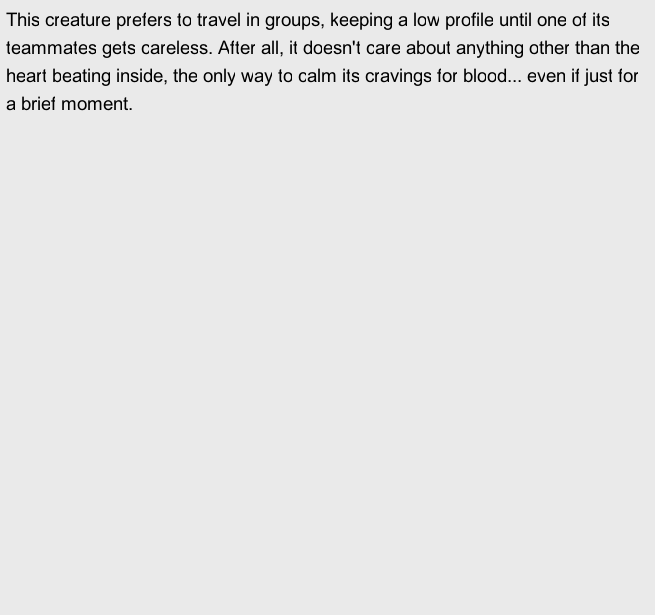 This creature prefers to travel in groups, keeping a low profile until one of its
teammates gets careless. After all, it doesn't care about anything other than the
heart beating inside, the only way to calm its cravings for blood... even if just for
a brief moment.